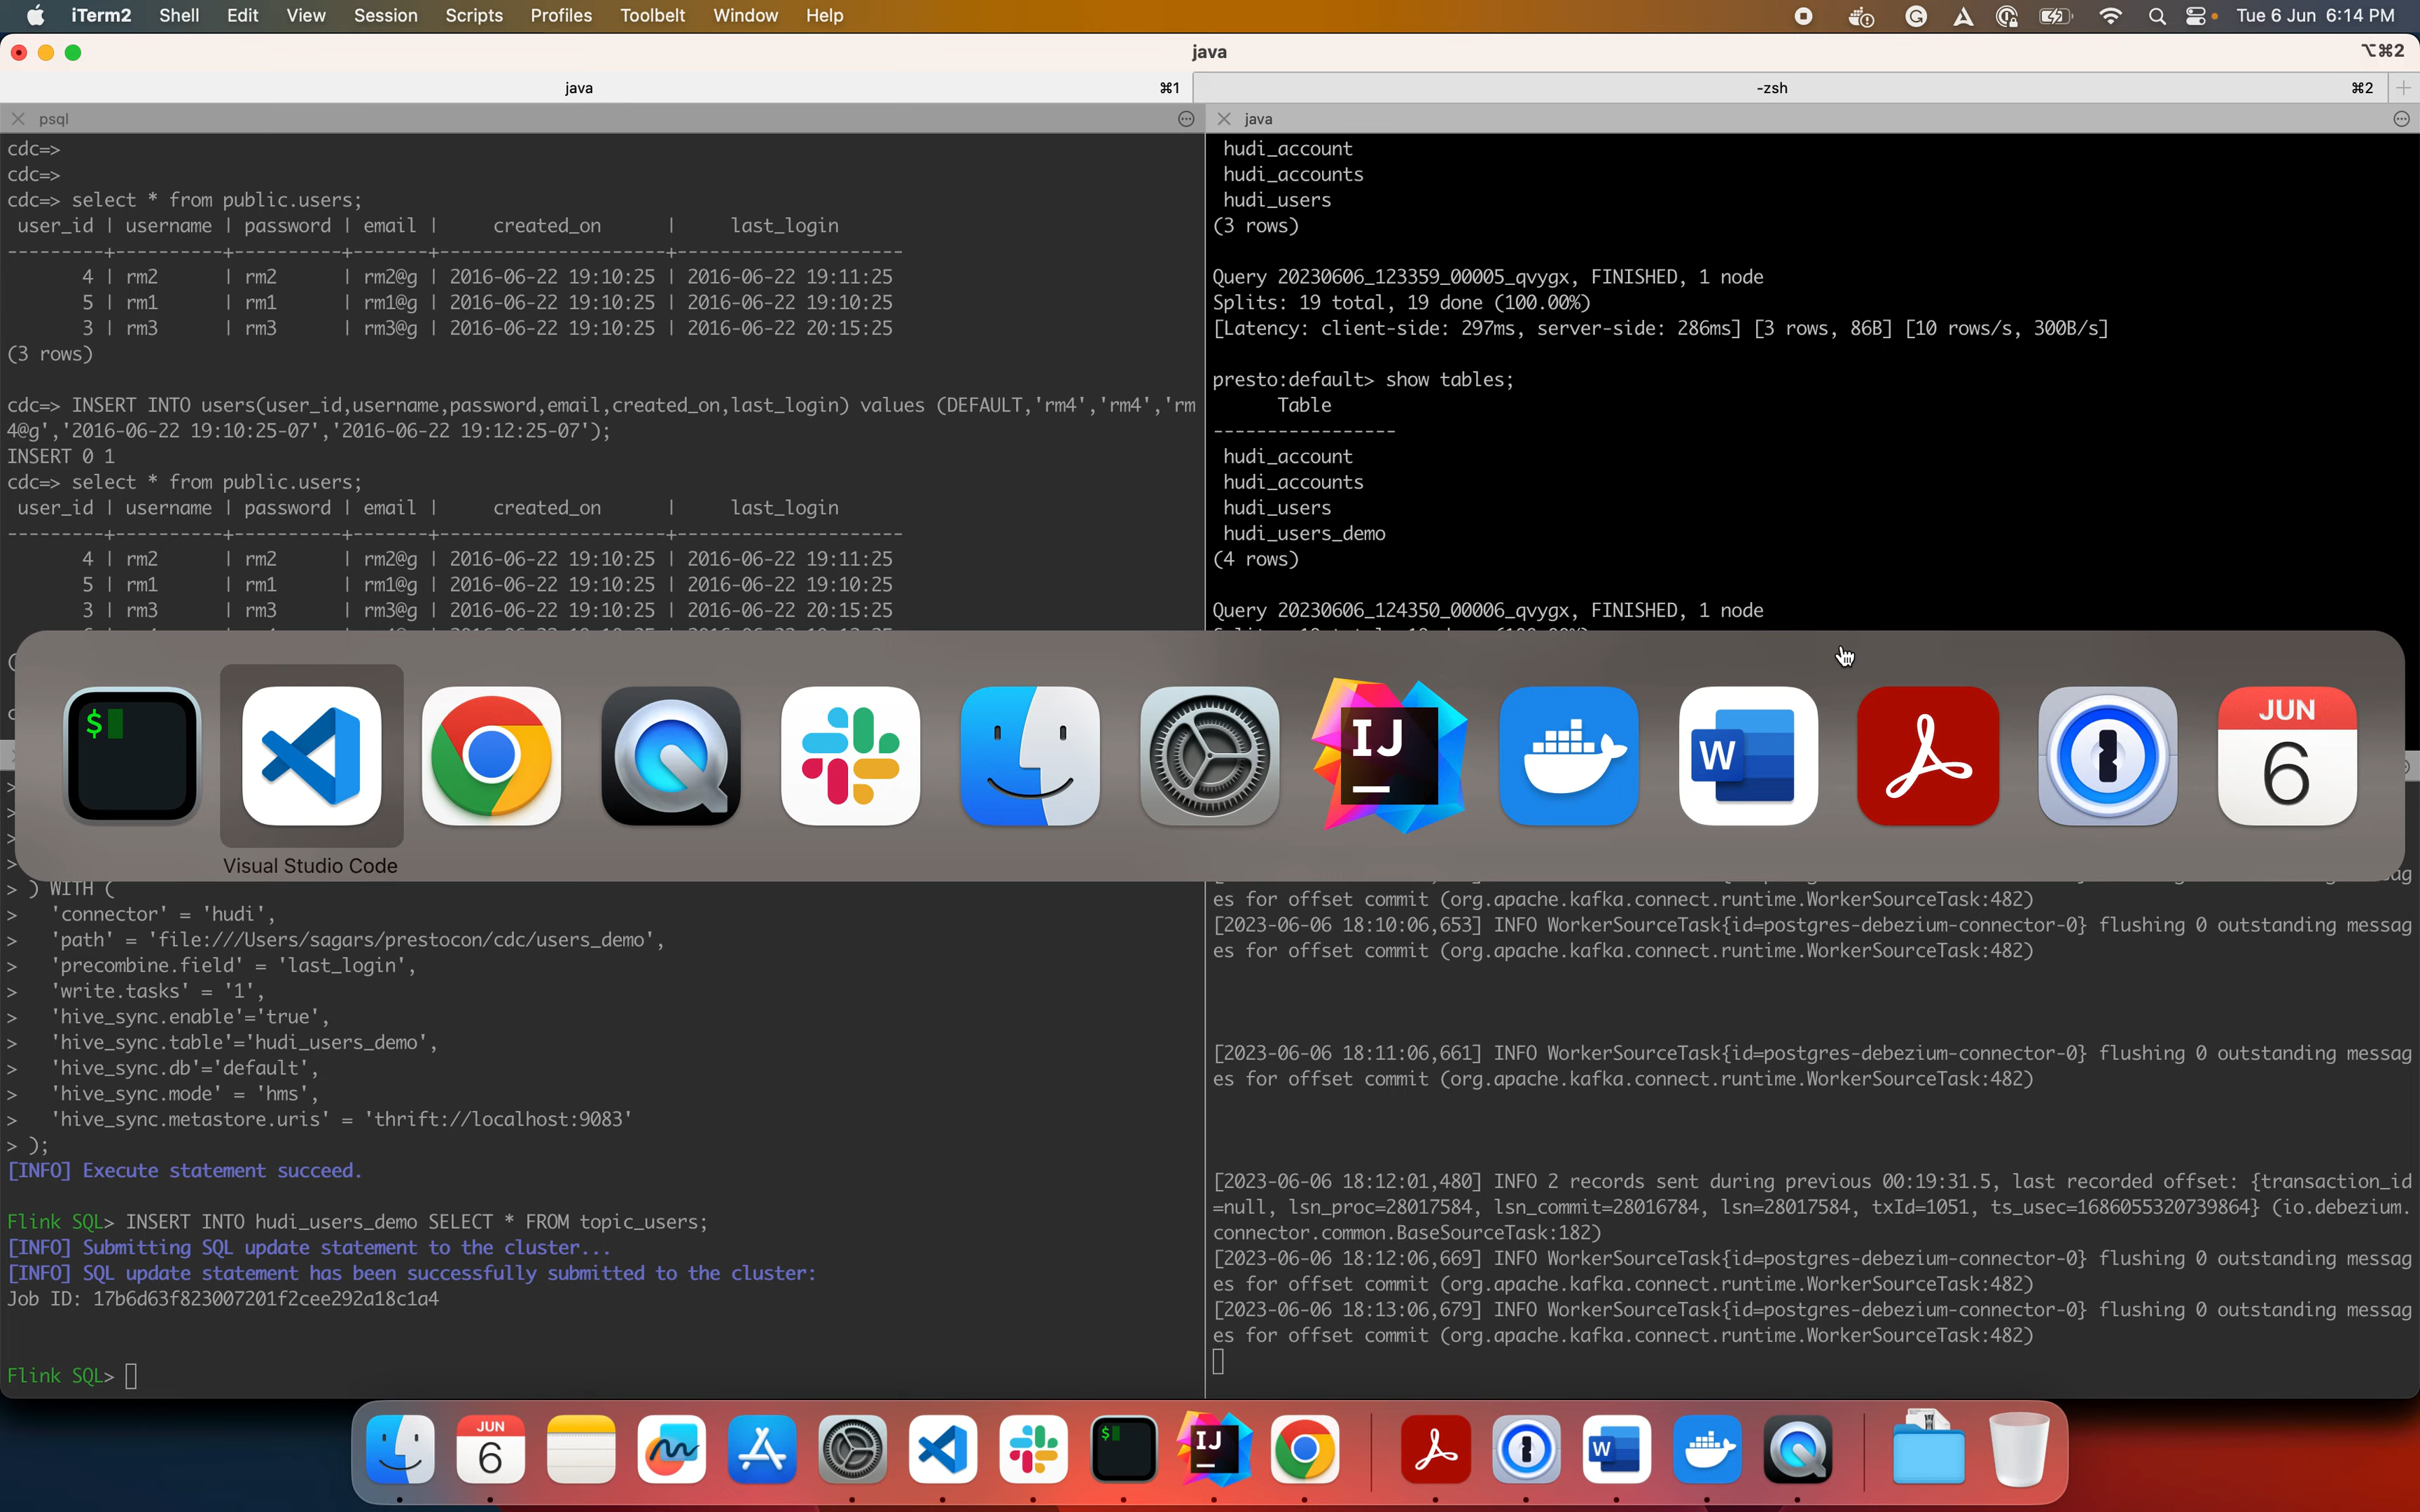 iTerm2 Shell Edit View Session Scripts Profiles Toolbelt Window Help Tue 6 Jun 6:14 PM
java ⌥⌘2
java ⌘1 -zsh ⌘2
psql
cdc=>
cdc=>
cdc=> select * from public.users;
user_id | username | password | email | created_on | last_login
---------+----------+----------+-------+---------------------+---------------------
4 | rm2 | rm2 | rm2@g | 2016-06-22 19:10:25 | 2016-06-22 19:11:25
5 | rm1 | rm1 | rm1@g | 2016-06-22 19:10:25 | 2016-06-22 19:10:25
3 | rm3 | rm3 | rm3@g | 2016-06-22 19:10:25 | 2016-06-22 20:15:25
(3 rows)
cdc=> INSERT INTO users(user_id,username,password,email,created_on,last_login) values (DEFAULT,'rm4','rm4','rm
4@g','2016-06-22 19:10:25-07','2016-06-22 19:12:25-07');
INSERT 0 1
cdc=> select * from public.users;
user_id | username | password | email | created_on | last_login
---------+----------+----------+-------+---------------------+---------------------
4 | rm2 | rm2 | rm2@g | 2016-06-22 19:10:25 | 2016-06-22 19:11:25
5 | rm1 | rm1 | rm1@g | 2016-06-22 19:10:25 | 2016-06-22 19:10:25
3 | rm3 | rm3 | rm3@g | 2016-06-22 19:10:25 | 2016-06-22 20:15:25
java
hudi_account
hudi_accounts
hudi_users
(3 rows)
Query 20230606_123359_00005_qvygx, FINISHED, 1 node
Splits: 19 total, 19 done (100.00%)
[Latency: client-side: 297ms, server-side: 286ms] [3 rows, 86B] [10 rows/s, 300B/s]
presto:default> show tables;
Table
-----------------
hudi_account
hudi_accounts
hudi_users
hudi_users_demo
(4 rows)
Query 20230606_124350_00006_qvygx, FINISHED, 1 node
$ IJ W JUN 6
Visual Studio Code
> ) WITH (
> 'connector' = 'hudi',
> 'path' = 'file:///Users/sagars/prestocon/cdc/users_demo',
> 'precombine.field' = 'last_login',
> 'write.tasks' = '1',
> 'hive_sync.enable'='true',
> 'hive_sync.table'='hudi_users_demo',
> 'hive_sync.db'='default',
> 'hive_sync.mode' = 'hms',
> 'hive_sync.metastore.uris' = 'thrift://localhost:9083'
> );
[INFO] Execute statement succeed.
Flink SQL> INSERT INTO hudi_users_demo SELECT * FROM topic_users;
[INFO] Submitting SQL update statement to the cluster...
[INFO] SQL update statement has been successfully submitted to the cluster:
Job ID: 17b6d63f823007201f2cee292a18c1a4
Flink SQL>
es for offset commit (org.apache.kafka.connect.runtime.WorkerSourceTask:482)
[2023-06-06 18:10:06,653] INFO WorkerSourceTask{id=postgres-debezium-connector-0} flushing 0 outstanding messag
es for offset commit (org.apache.kafka.connect.runtime.WorkerSourceTask:482)
[2023-06-06 18:11:06,661] INFO WorkerSourceTask{id=postgres-debezium-connector-0} flushing 0 outstanding messag
es for offset commit (org.apache.kafka.connect.runtime.WorkerSourceTask:482)
[2023-06-06 18:12:01,480] INFO 2 records sent during previous 00:19:31.5, last recorded offset: {transaction_id
=null, lsn_proc=28017584, lsn_commit=28016784, lsn=28017584, txId=1051, ts_usec=1686055320739864} (io.debezium.
connector.common.BaseSourceTask:182)
[2023-06-06 18:12:06,669] INFO WorkerSourceTask{id=postgres-debezium-connector-0} flushing 0 outstanding messag
es for offset commit (org.apache.kafka.connect.runtime.WorkerSourceTask:482)
[2023-06-06 18:13:06,679] INFO WorkerSourceTask{id=postgres-debezium-connector-0} flushing 0 outstanding messag
es for offset commit (org.apache.kafka.connect.runtime.WorkerSourceTask:482)
JUN 6 $ IJ W